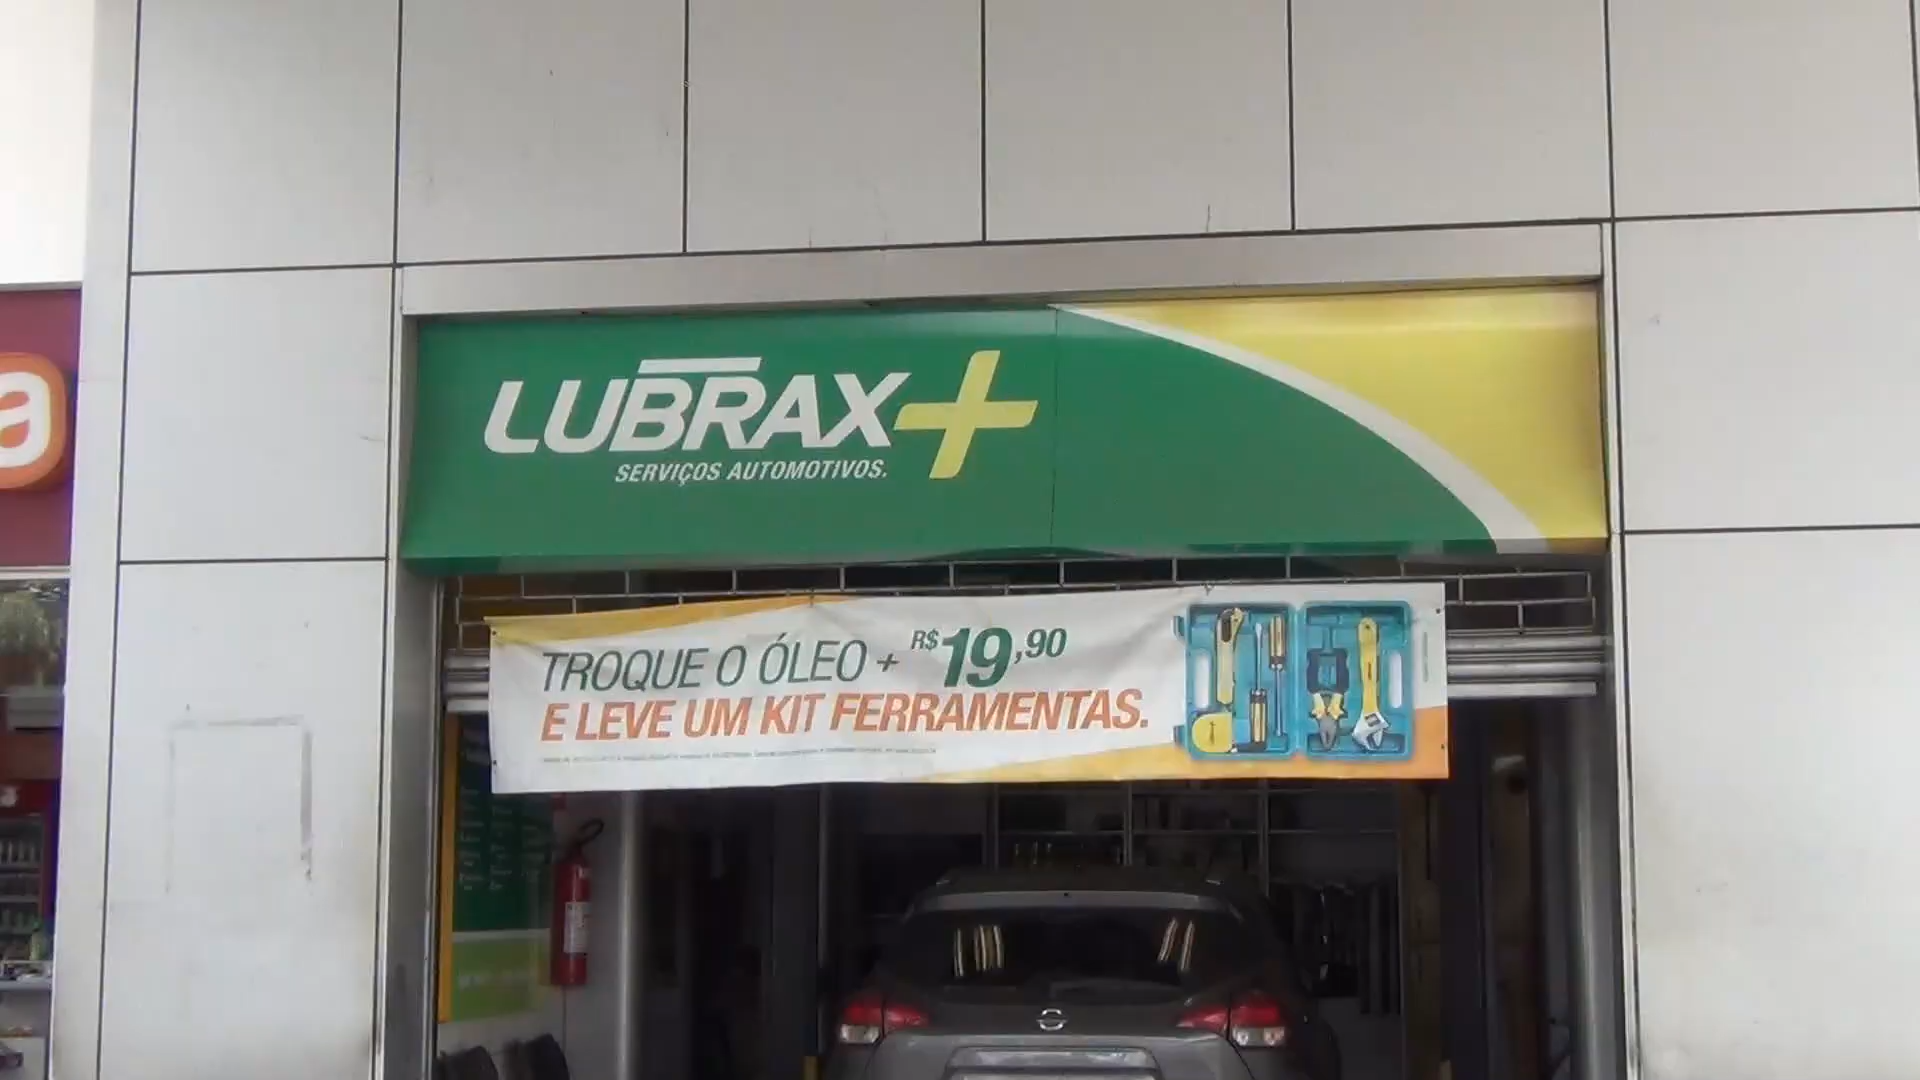 a
LUBRAX+
SERVIÇOS AUTOMOTIVOS.
TROQUE O ÓLEO + R$19,90
E LEVE UM KIT FERRAMENTAS.